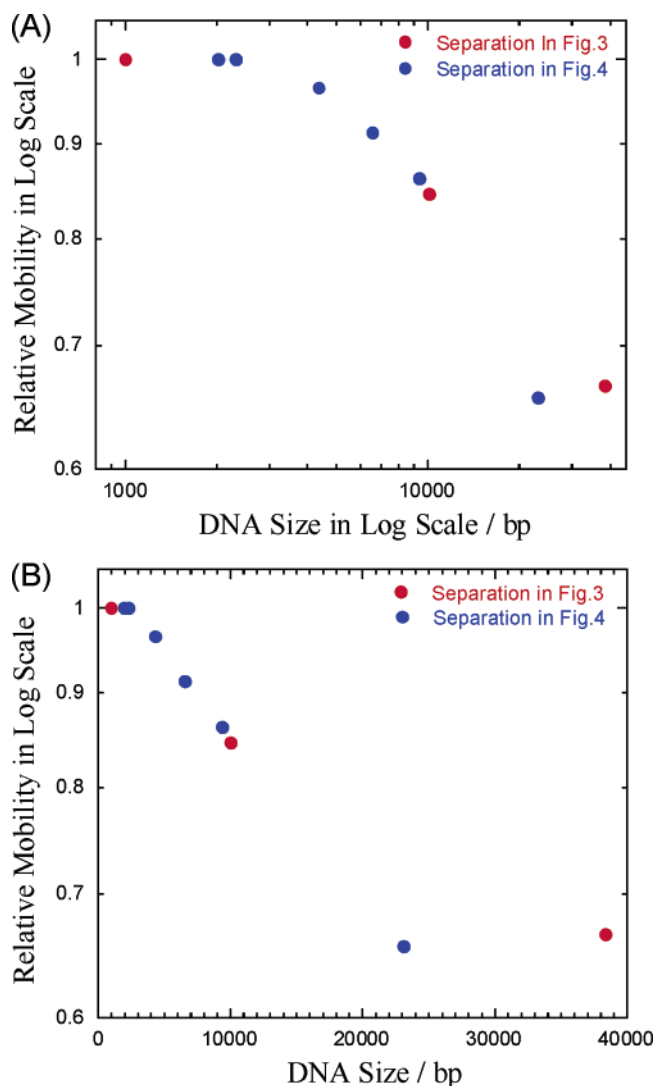 (A)
Separation In Fig.3
Separation in Fig.4
1
0.9
0.8
0.7
0.6
Relative Mobility in Log Scale
1000 10000
DNA Size in Log Scale / bp
(B)
Separation in Fig.3
Separation in Fig.4
1
0.9
0.8
0.7
0.6
Relative Mobility in Log Scale
0 10000 20000 30000 40000
DNA Size / bp